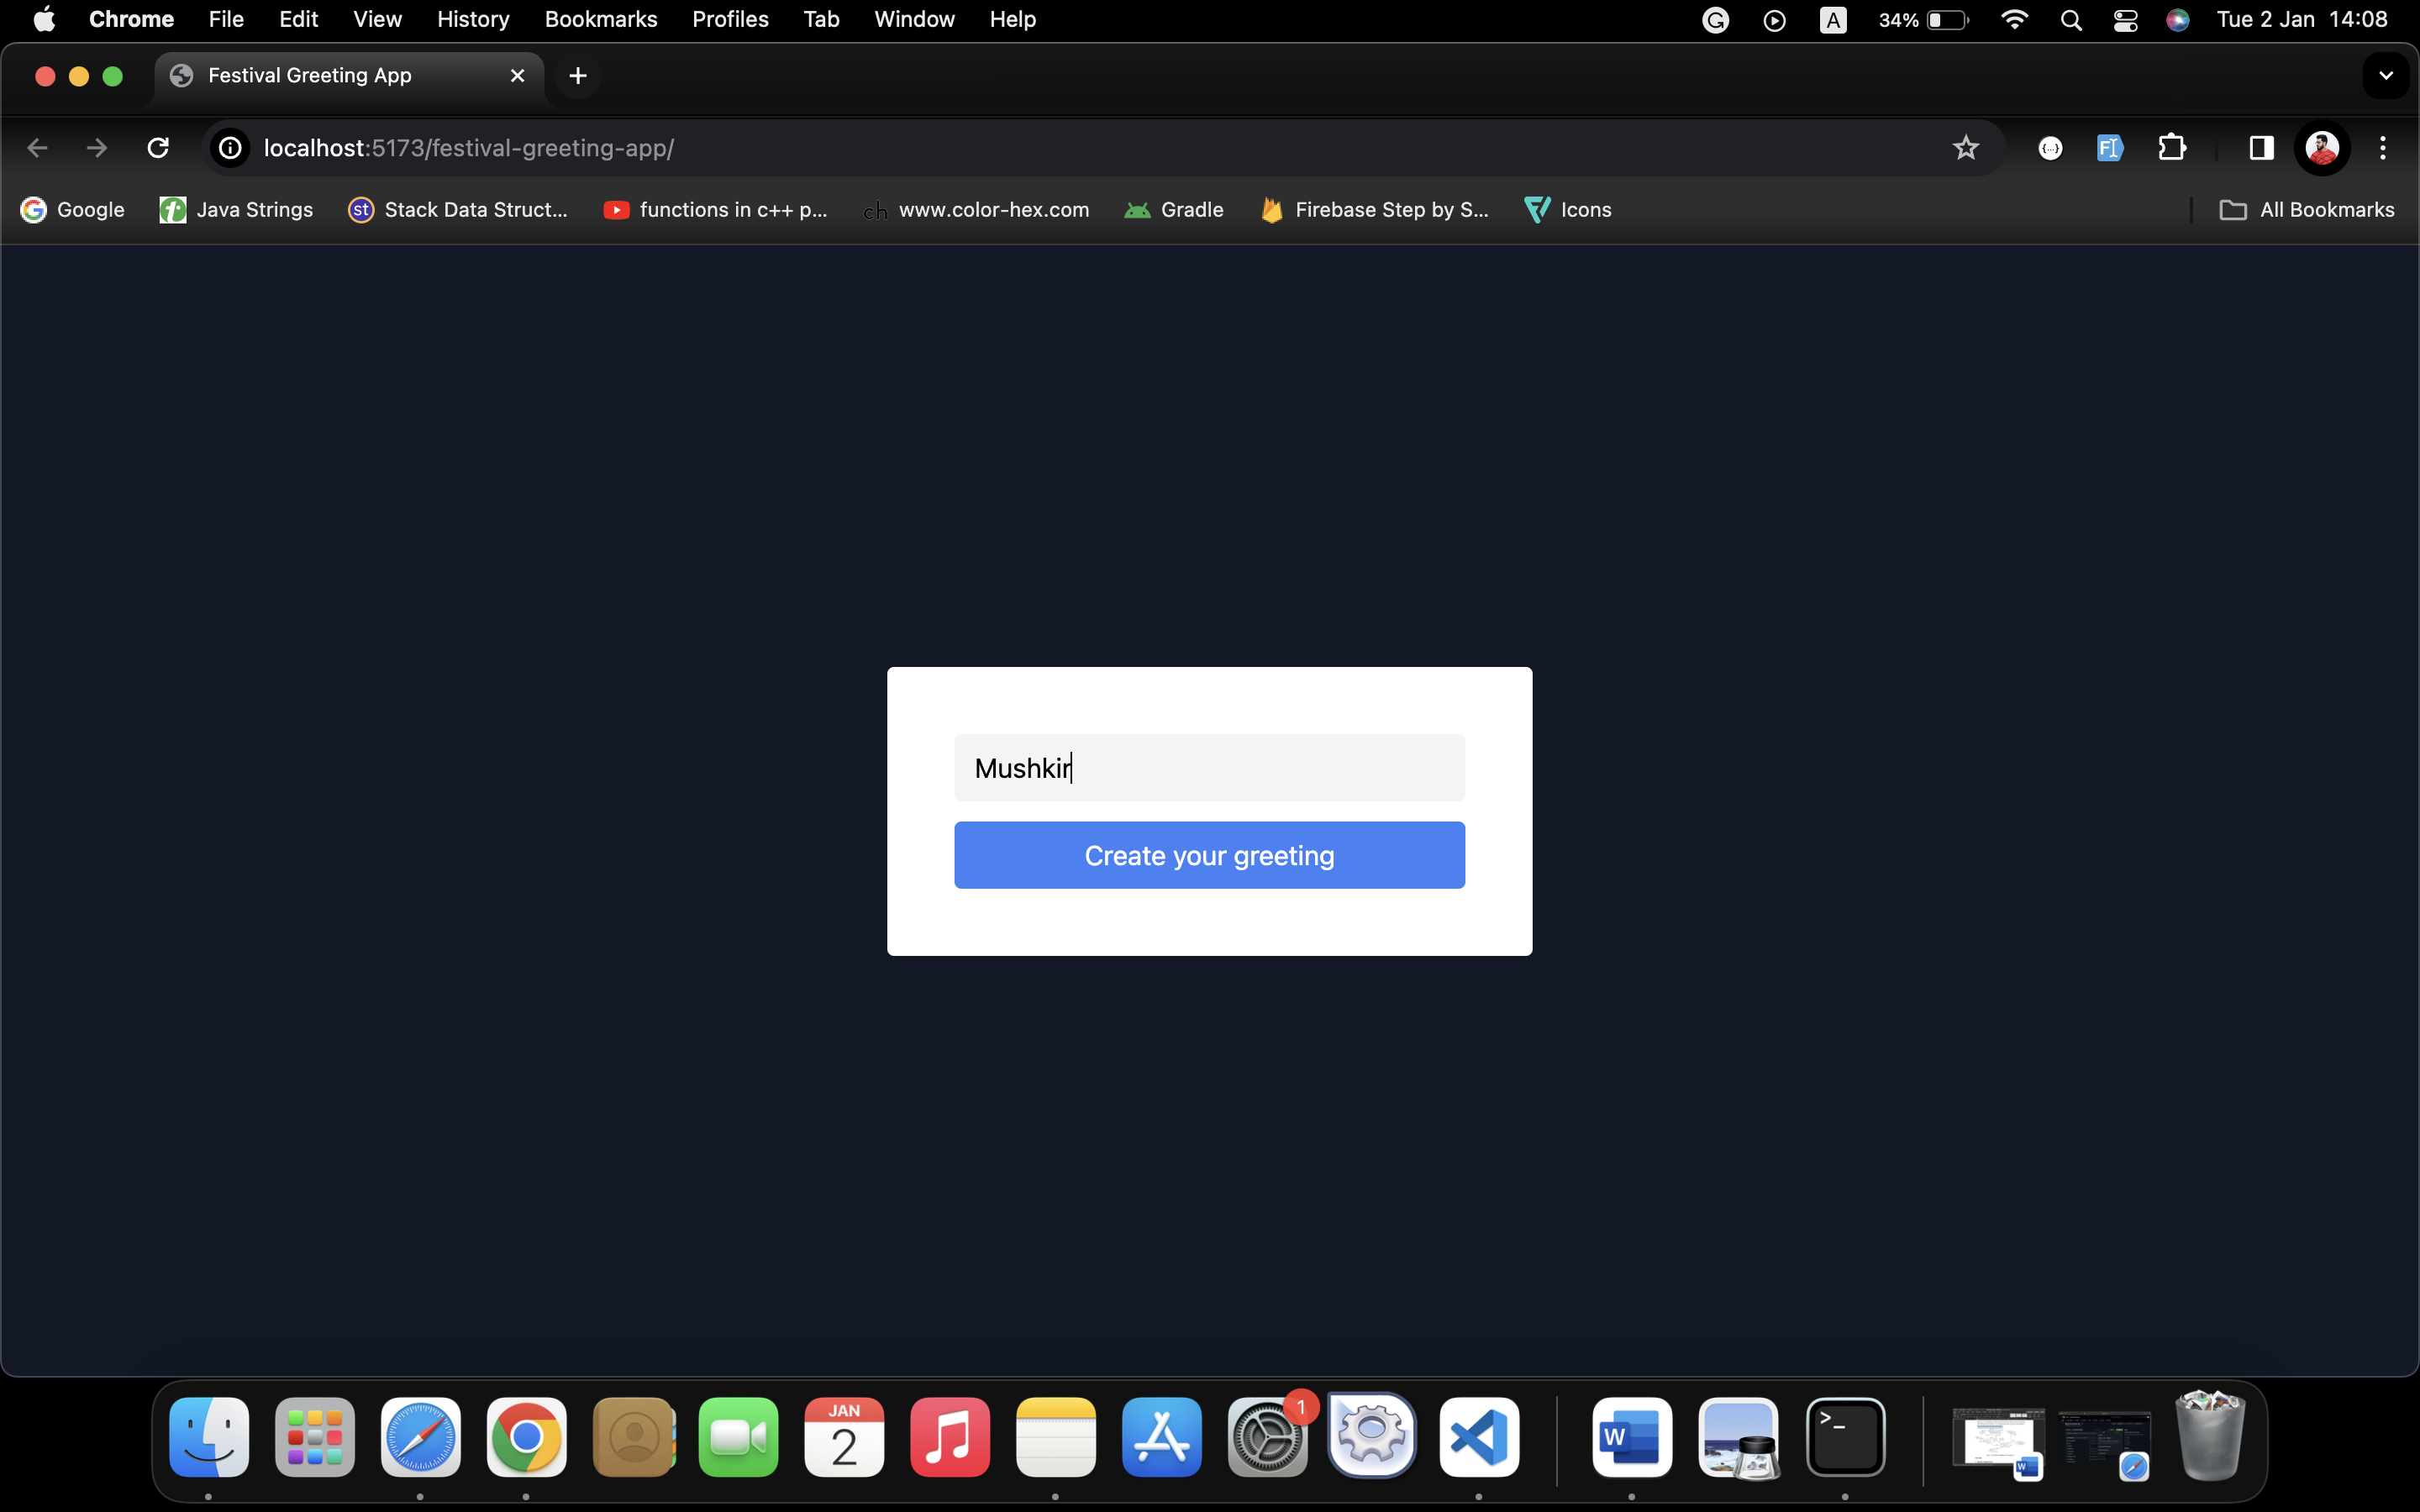 Chrome File Edit View History Bookmarks Profiles Tab Window Help A 34% Tue 2 Jan 14:08
Festival Greeting App
localhost:5173/festival-greeting-app/
Google Java Strings st Stack Data Struct... functions in c++ p... ch www.color-hex.com Gradle Firebase Step by S... Icons All Bookmarks
Mushkir
Create your greeting
JAN
2
1
W
>_
W